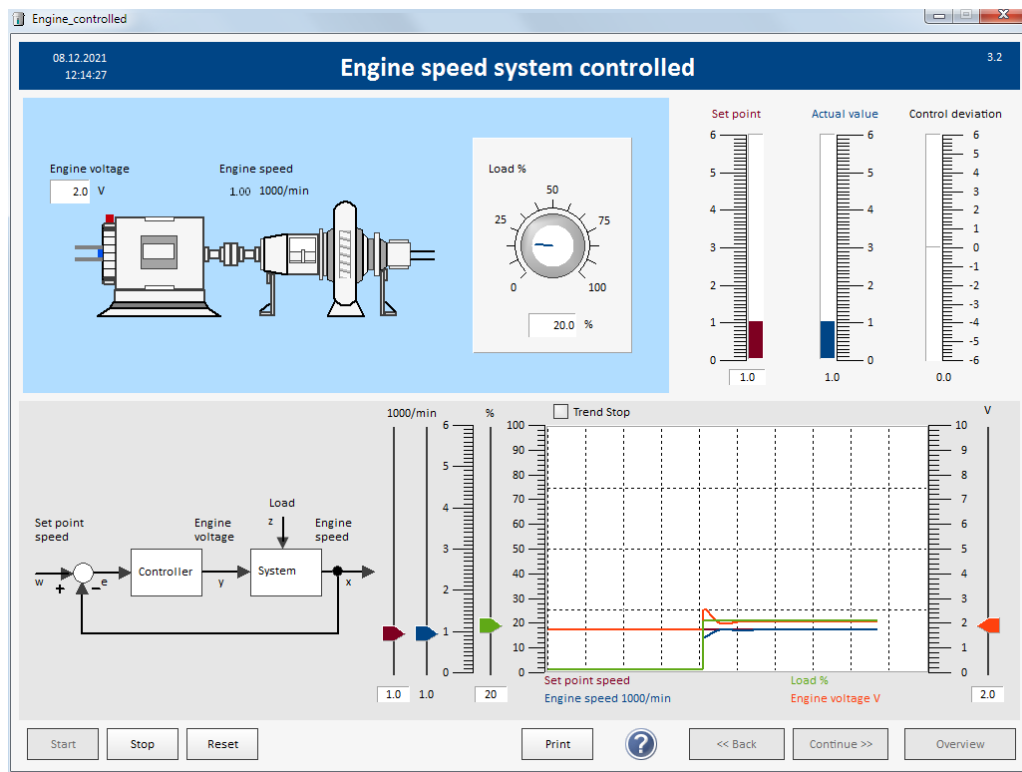 Engine_controlled
08.12.2021
12:14:27
Engine speed system controlled
3.2
Engine voltage
2.0 V
Engine speed
1.00 1000/min
Load %
50
25
75
0
100
20.0 %
Set point
6
5
4
3
2
1
0
1.0
Actual value
6
5
4
3
2
1
0
1.0
Control deviation
6
5
4
3
2
1
0
-1
-2
-3
-4
-5
-6
0.0
Set point
speed
w
+
−
e
Controller
Engine
voltage
y
Load
z
System
Engine
speed
x
1000/min
6
5
4
3
2
1
0
1.0
1.0
%
100
90
80
70
60
50
40
30
20
10
0
20
Trend Stop
Set point speed
Load %
Engine speed 1000/min
Engine voltage V
V
10
9
8
7
6
5
4
3
2
1
0
2.0
Start
Stop
Reset
Print
?
<< Back
Continue >>
Overview